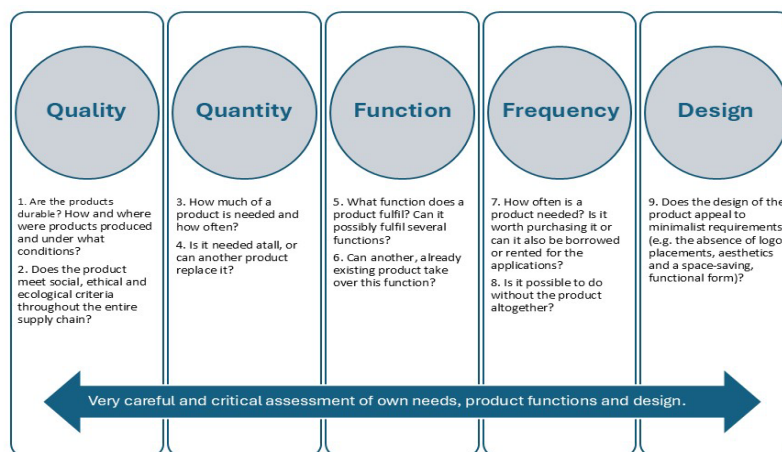 Quality
1. Are the products
durable? How and where
were products produced
and under what
conditions?
2. Does the product
meet social, ethical and
ecological criteria
throughout the entire
supply chain?
Quantity
3. How much of a
product is needed and
how often?
4. Is it needed atall, or
can another product
replace it?
Function
5. What function does a
product fulfil? Can it
possibly fulfil several
functions?
6. Can another, already
existing product take
over this function?
Frequency
7. How often is a
product needed? Is it
worth purchasing it or
can it also be borrowed
or rented for the
applications?
8. Is it possible to do
without the product
altogether?
Design
9. Does the design of the
product appeal to
minimalist requirements
(e.g. the absence of logo
placements, aesthetics
and a space-saving,
functional form)?
Very careful and critical assessment of own needs, product functions and design.